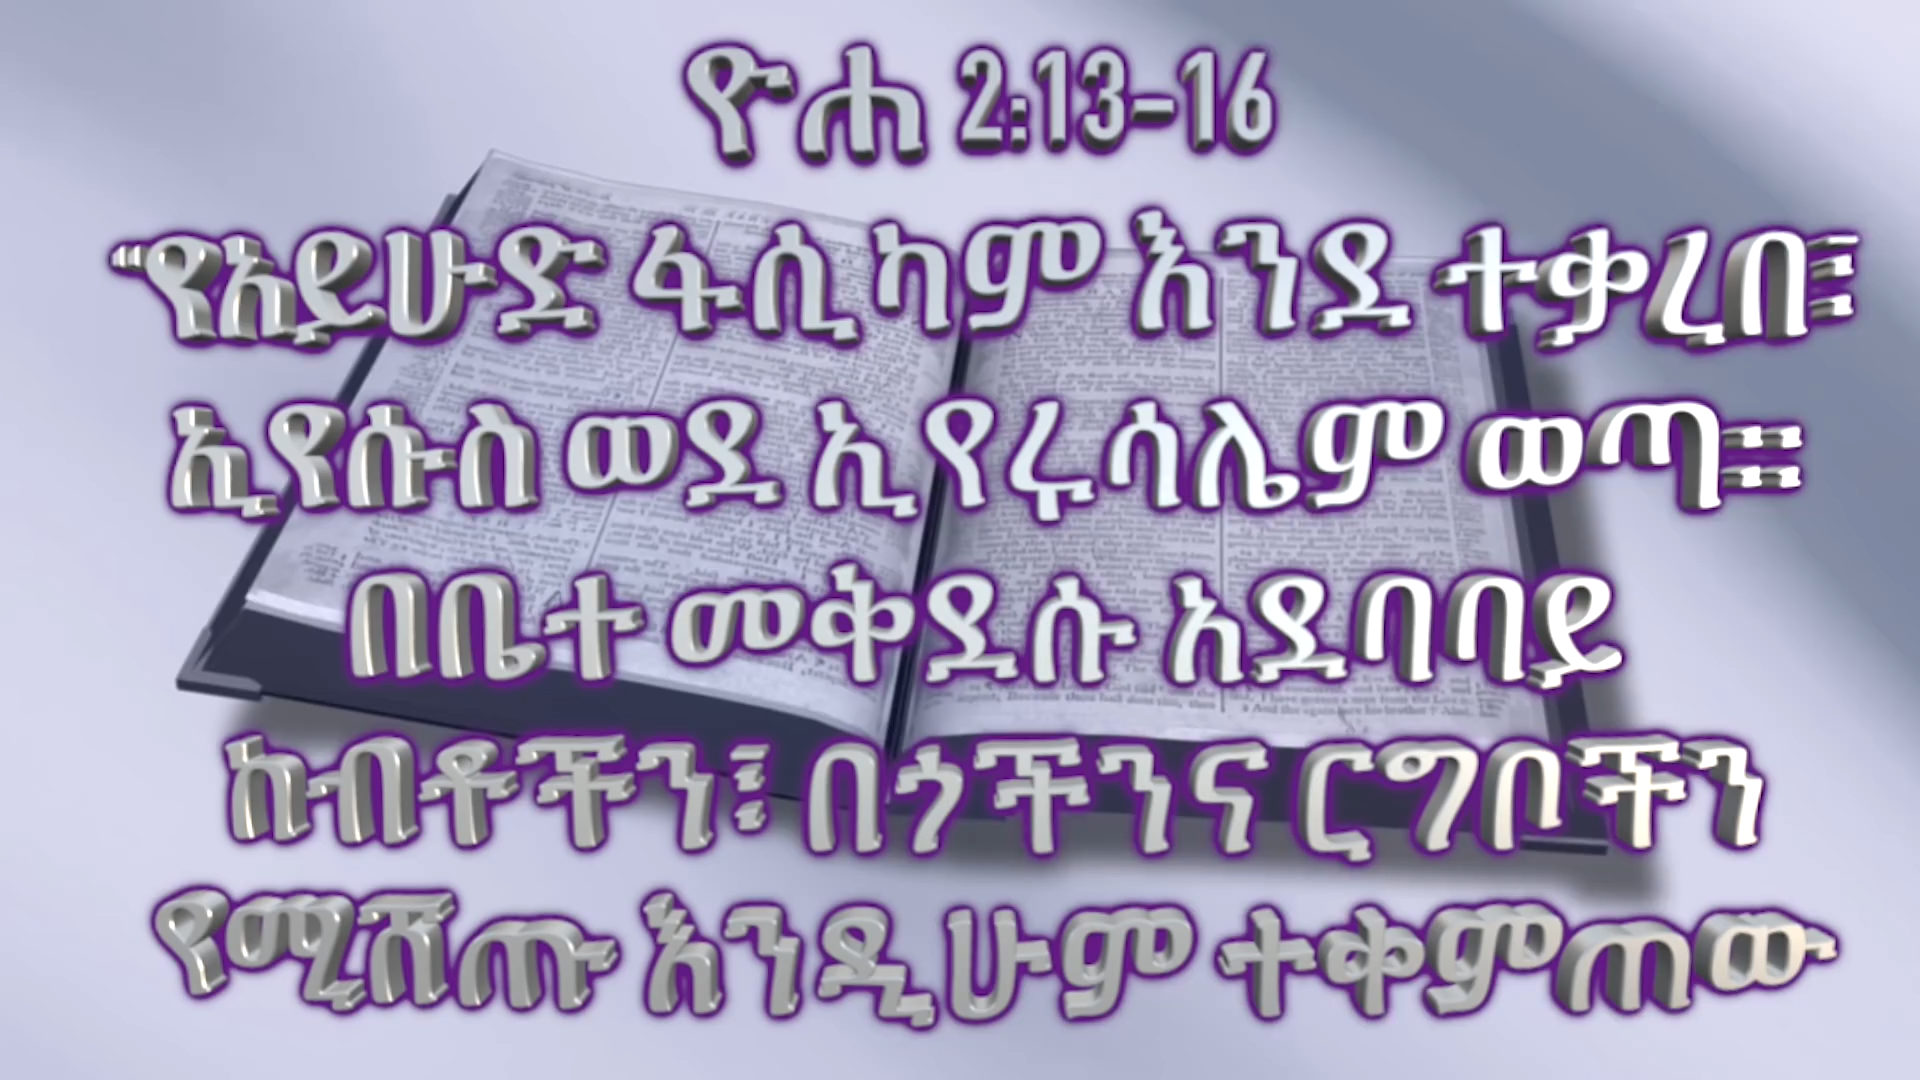 ዮሐ 2:13-16
“የአይሁድ ፋሲካም እንደ ተቃረበ፤
ኢየሱስ ወደ ኢየሩሳሌም ወጣ።
በቤተ መቅደሱ አደባባይ
ከብቶችን፤ በጎችንና ርግቦችን
የሚሸጡ እንዲሁም ተቀምጠው